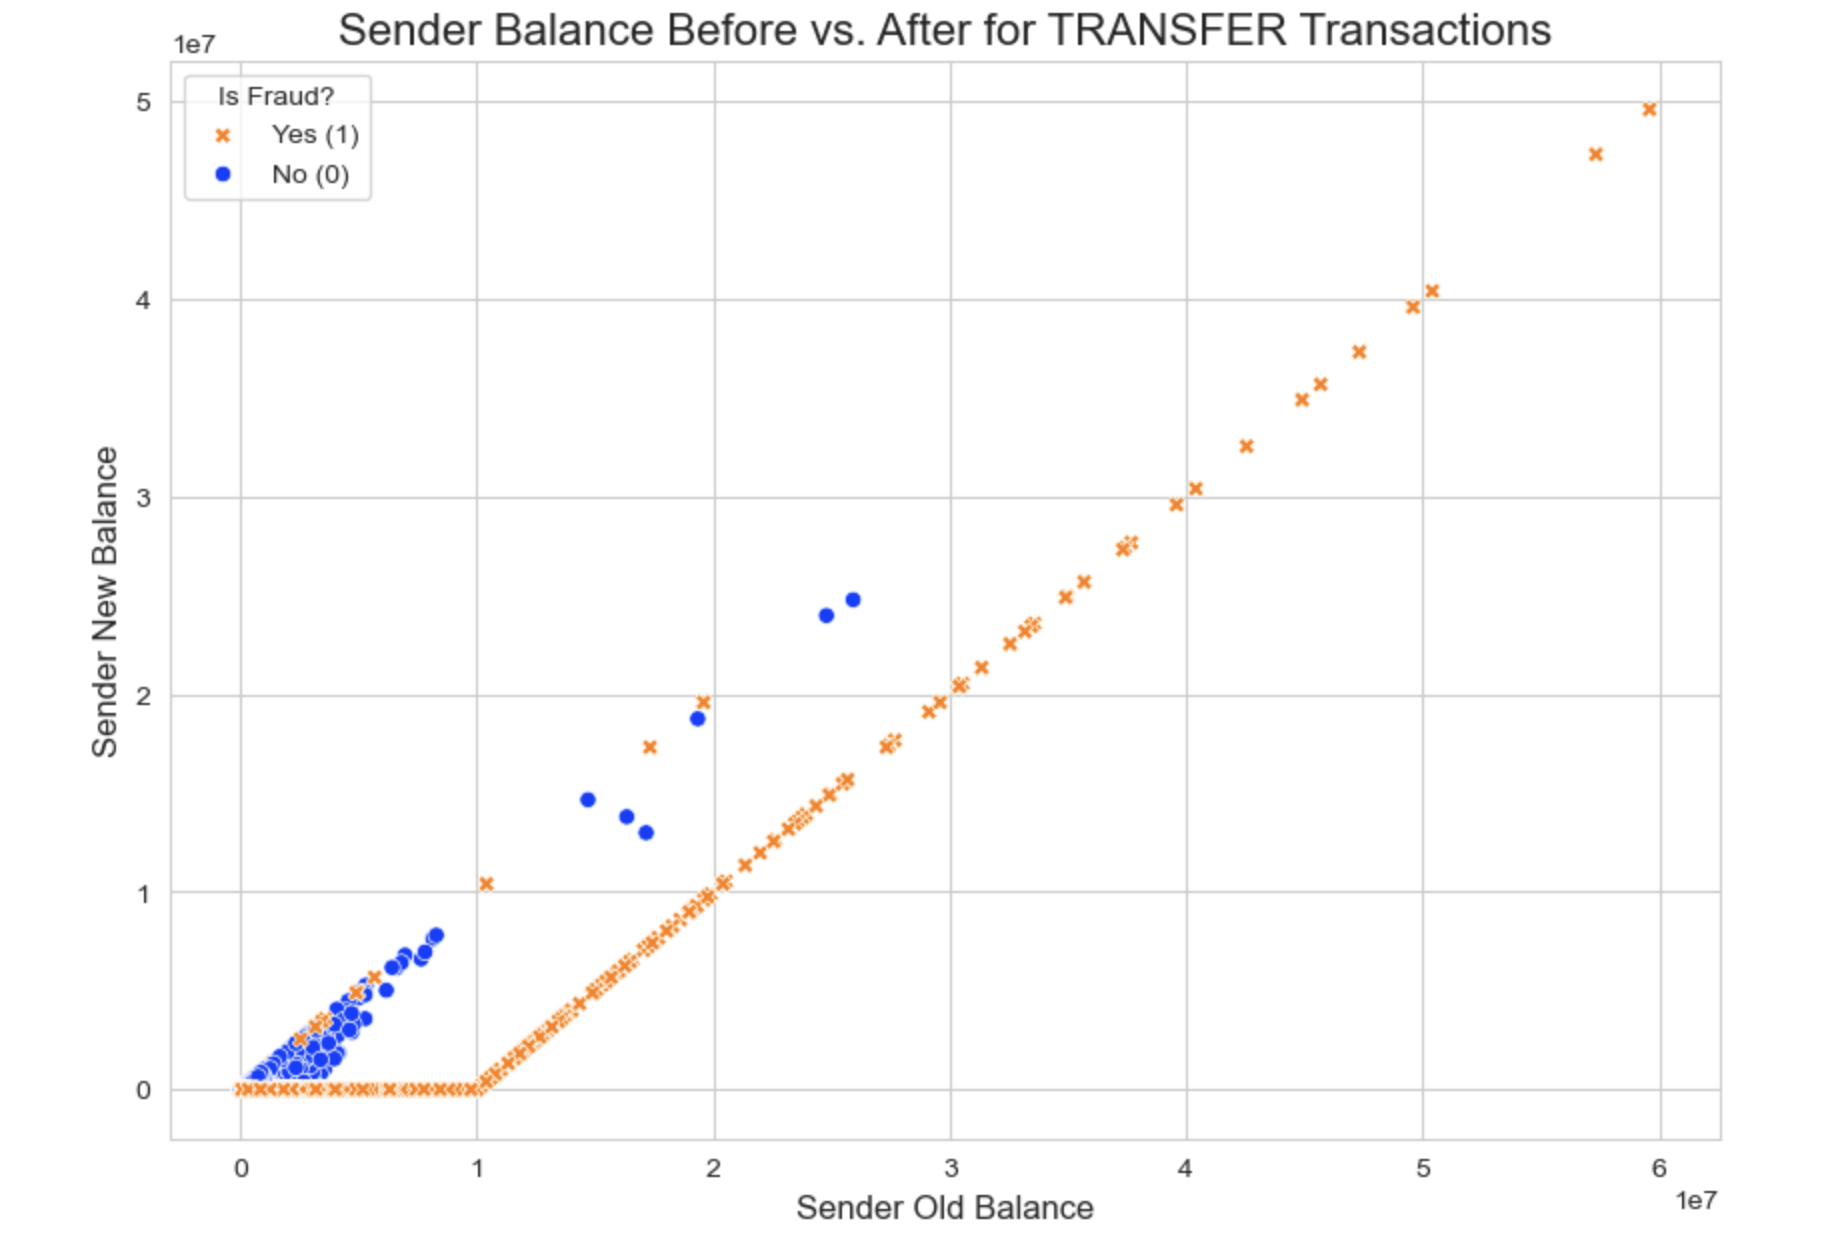 Sender Balance Before vs. After for TRANSFER Transactions
1e7
Is Fraud?
Yes (1)
No (0)
5
4
3
2
1
0
Sender New Balance
0 1 2 3 4 5 6
1e7
Sender Old Balance